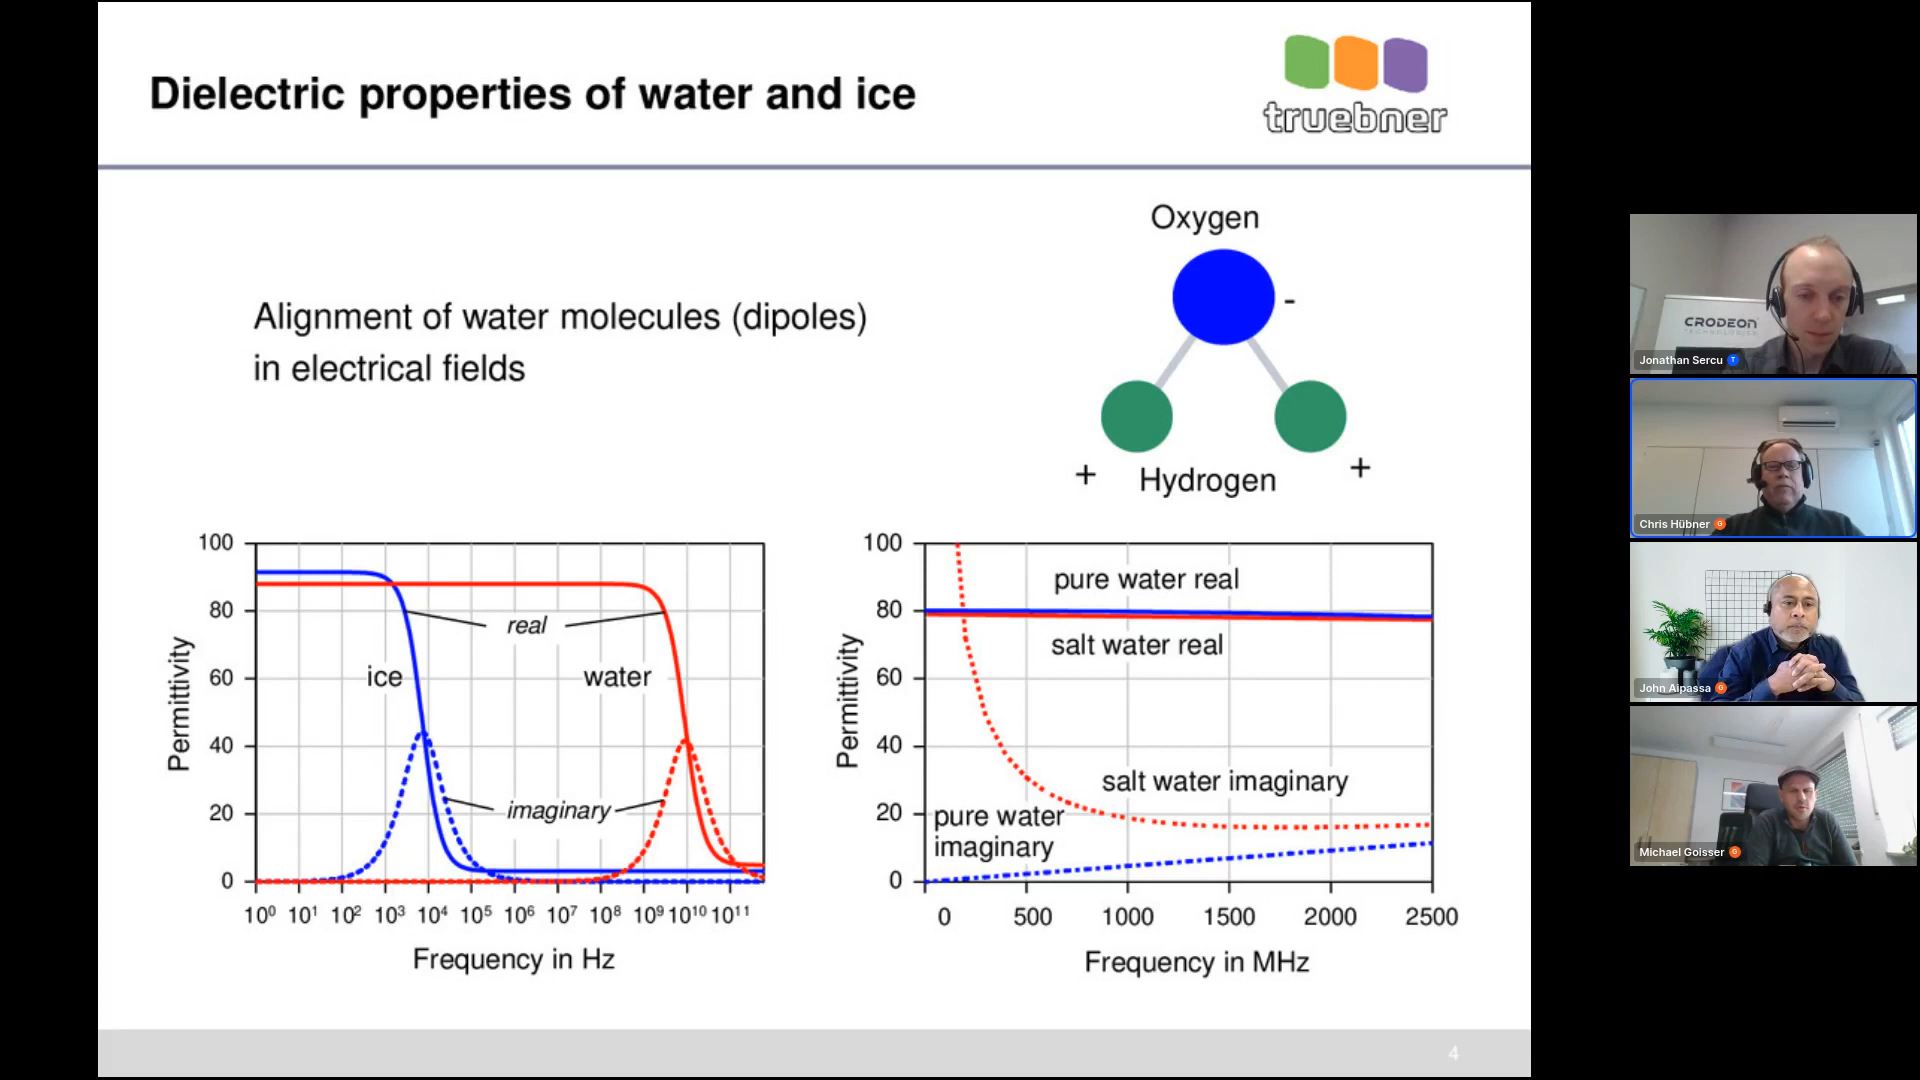 Dielectric properties of water and ice
truebner
Oxygen
-
Alignment of water molecules (dipoles)
in electrical fields
+ Hydrogen +
100
80
60
40
20
0
Permittivity
real
ice
water
imaginary
10⁰ 10¹ 10² 10³ 10⁴ 10⁵ 10⁶ 10⁷ 10⁸ 10⁹ 10¹⁰ 10¹¹
Frequency in Hz
100
80
60
40
20
0
Permittivity
pure water real
salt water real
salt water imaginary
pure water
imaginary
0 500 1000 1500 2000 2500
Frequency in MHz
4
CRODEON
Jonathan Sercu T
Chris Hübner G
John Aipassa G
Michael Goisser G